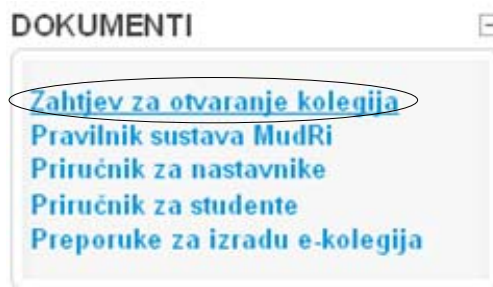 DOKUMENTI
Zahtjev za otvaranje kolegija
Pravilnik sustava MudRi
Priručnik za nastavnike
Priručnik za studente
Preporuke za izradu e-kolegija